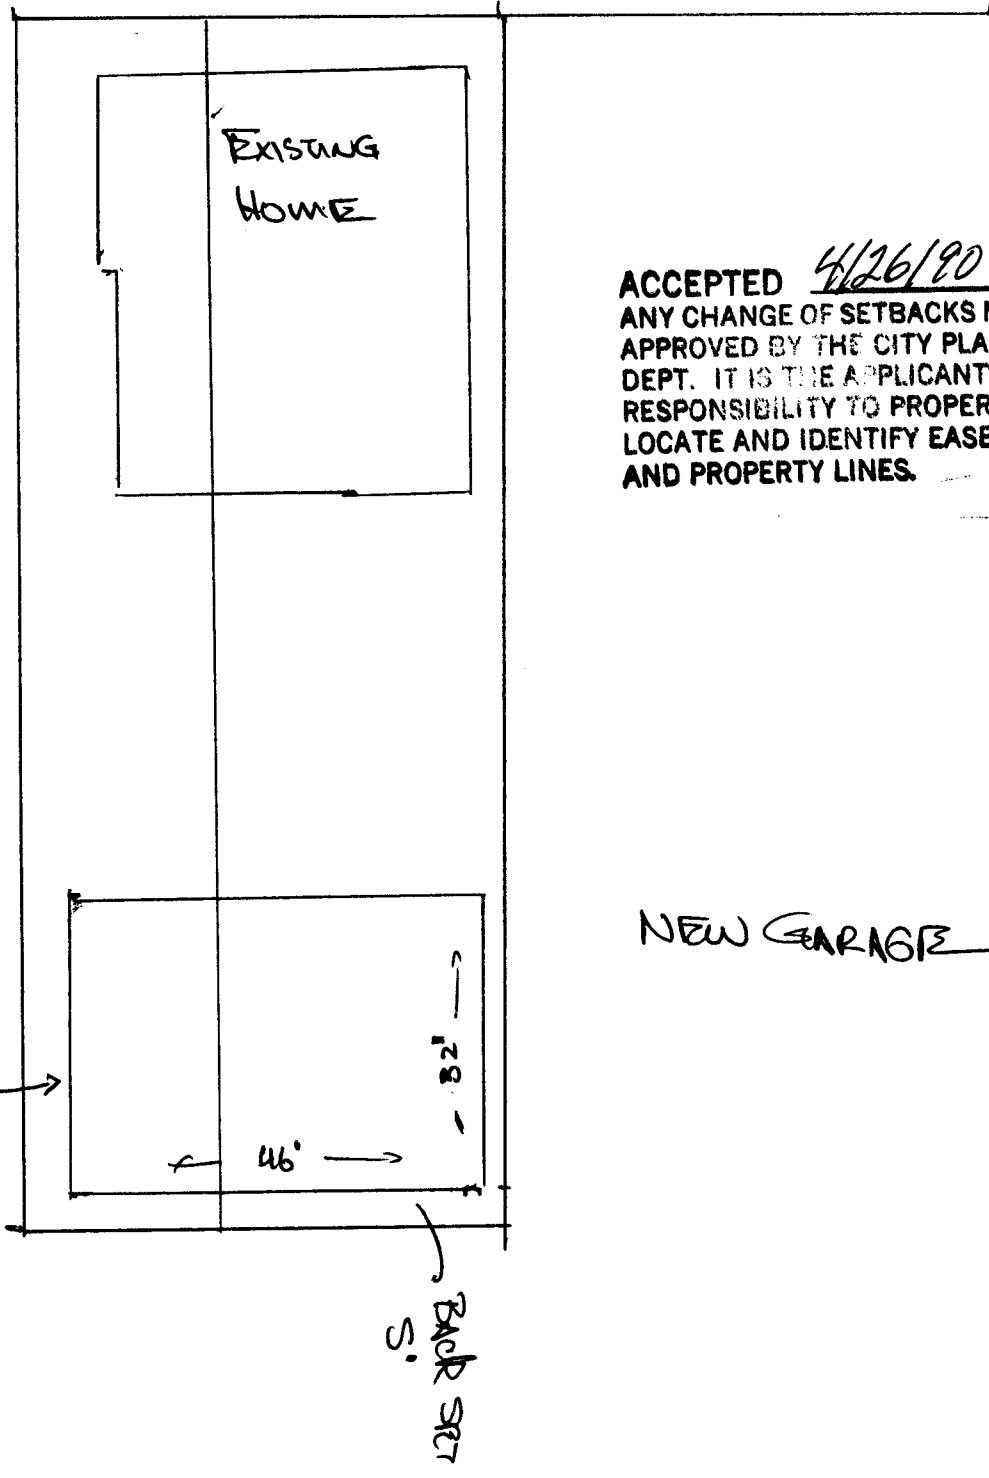 EXISTING
HOME
ACCEPTED 4/26/90
ANY CHANGE OF SETBACKS
APPROVED BY THE CITY PLA
DEPT. IT IS THE APPLICANT
RESPONSIBILITY TO PROPER
LOCATE AND IDENTIFY EASE
AND PROPERTY LINES.
NEW GARAGE
32"
46'
BACK SET
5'